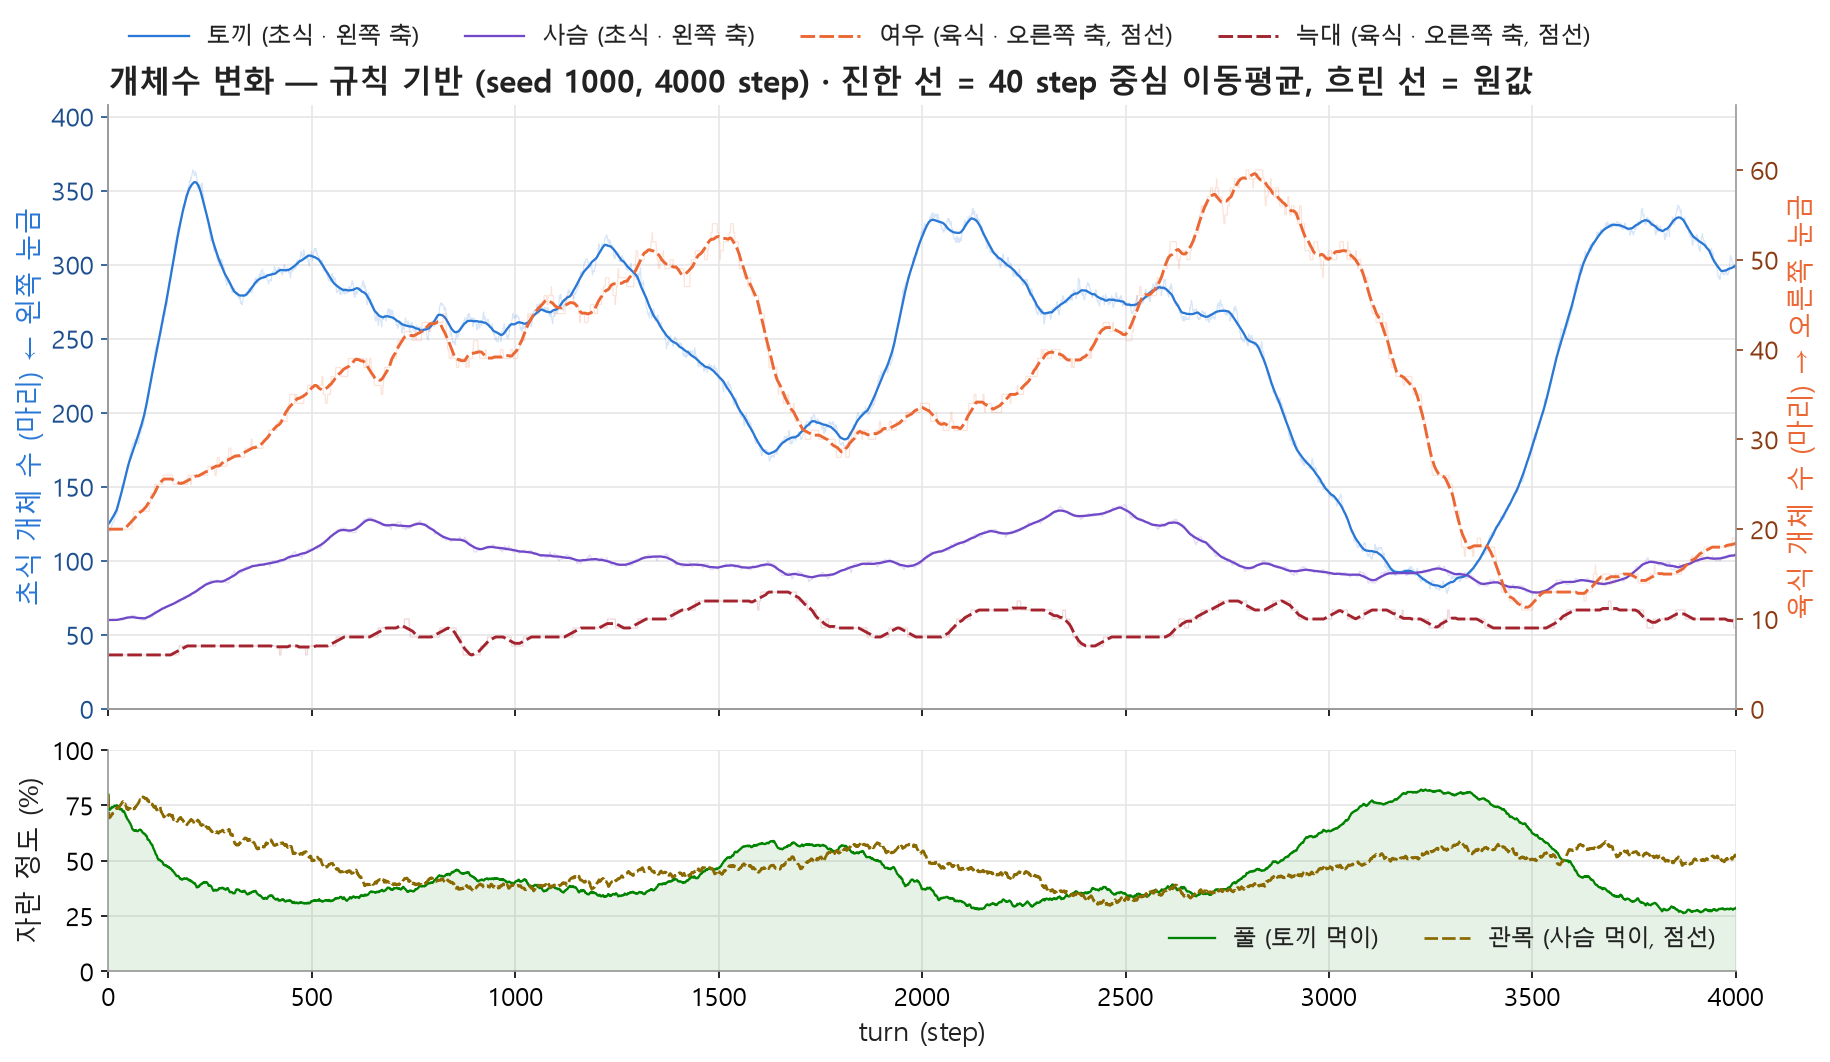 토끼 (초식 · 왼쪽 축)
사슴 (초식 · 왼쪽 축)
여우 (육식 · 오른쪽 축, 점선)
늑대 (육식 · 오른쪽 축, 점선)
개체수 변화 — 규칙 기반 (seed 1000, 4000 step) · 진한 선 = 40 step 중심 이동평균, 흐린 선 = 원값
초식 개체 수 (마리) ← 왼쪽 눈금
400
350
300
250
200
150
100
50
0
60
50
40
30
20
10
0
육식 개체 수 (마리) → 오른쪽 눈금
자란 정도 (%)
100
75
50
25
0
풀 (토끼 먹이)
관목 (사슴 먹이, 점선)
0
500
1000
1500
2000
2500
3000
3500
4000
turn (step)